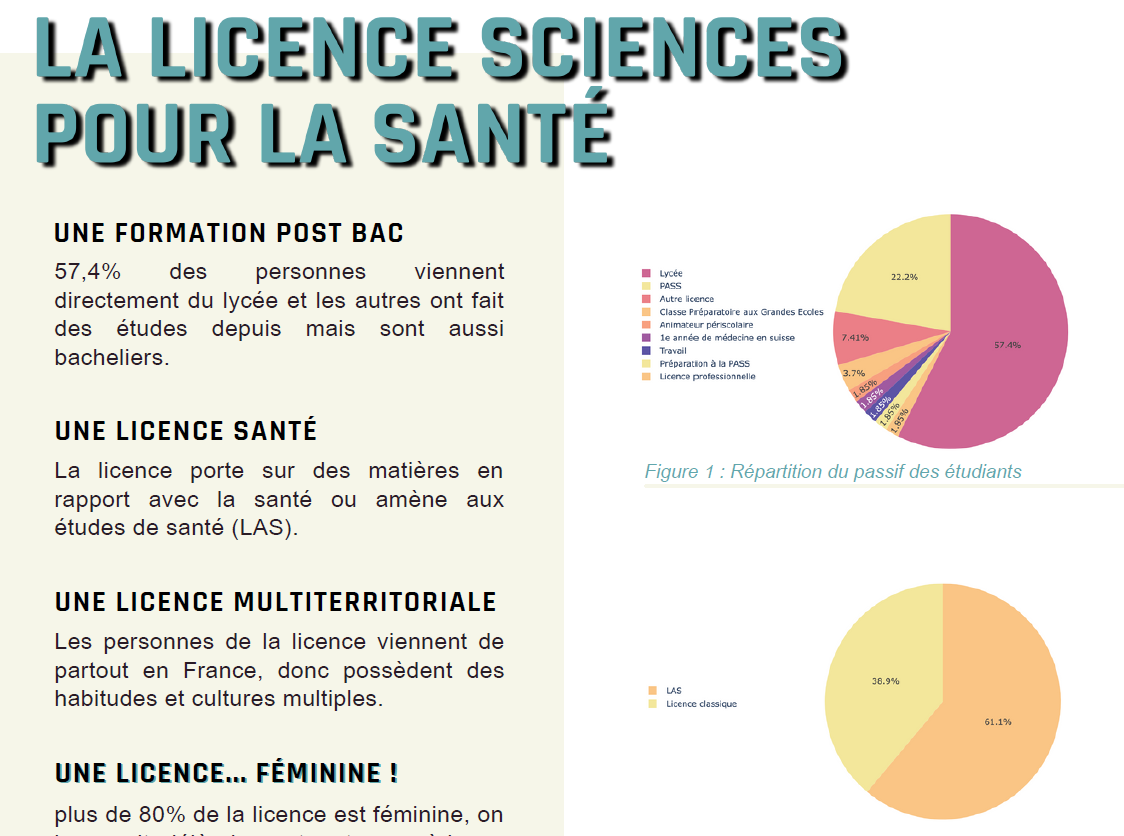 LA LICENCE SCIENCES
POUR LA SANTÉ
UNE FORMATION POST BAC
57,4% des personnes viennent
directement du lycée et les autres ont fait
des études depuis mais sont aussi
bacheliers.
UNE LICENCE SANTÉ
La licence porte sur des matières en
rapport avec la santé ou amène aux
études de santé (LAS).
UNE LICENCE MULTITERRITORIALE
Les personnes de la licence viennent de
partout en France, donc possèdent des
habitudes et cultures multiples.
UNE LICENCE... FÉMININE !
plus de 80% de la licence est féminine, on
Lycée
PASS
Autre licence
Classe Préparatoire aux Grandes Ecoles
Animateur périscolaire
1e année de médecine en suisse
Travail
Préparation à la PASS
Licence professionnelle
22.2%
57.4%
7.41%
3.7%
1.85%
1.85%
1.85%
1.85%
1.85%
Figure 1 : Répartition du passif des étudiants
LAS
Licence classique
38.9%
61.1%